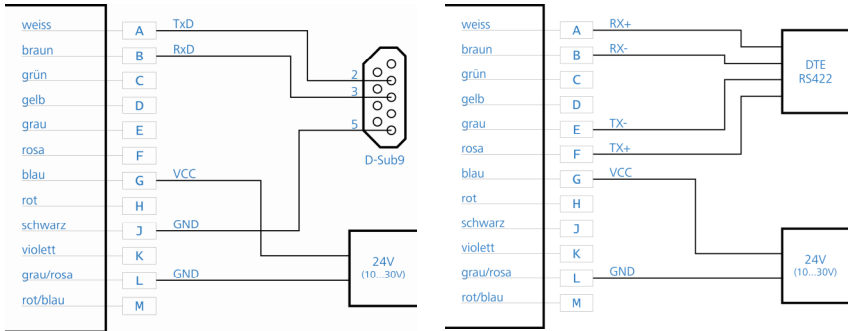 weiss A TxD
braun B RxD
grün C
gelb D
grau E
rosa F
blau G VCC
rot H
schwarz J GND
violett K
grau/rosa L GND
rot/blau M
2
3
5
D-Sub9
24V
(10...30V)
weiss A RX+
braun B RX-
grün C
gelb D
grau E TX-
rosa F TX+
blau G VCC
rot H
schwarz J
violett K
grau/rosa L GND
rot/blau M
DTE
RS422
24V
(10...30V)